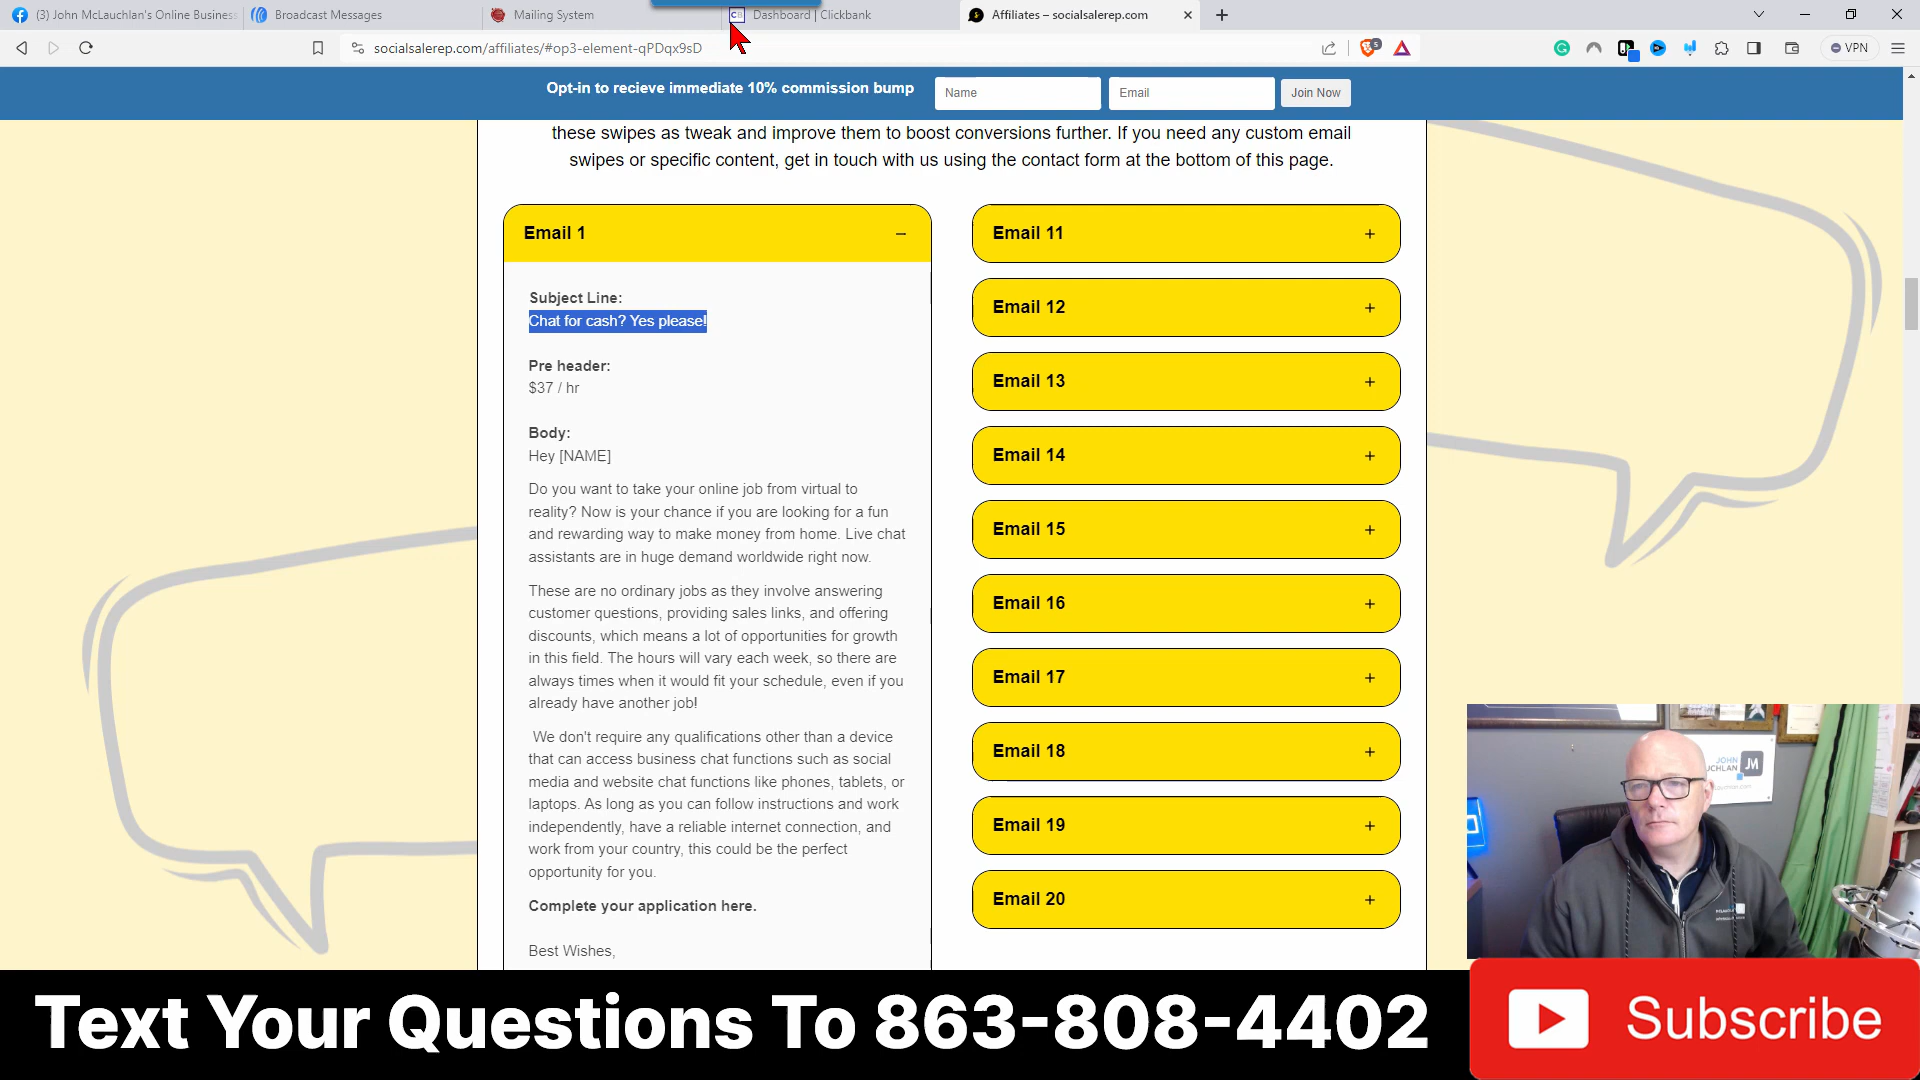 (3) John McLauchlan's Online Business
Broadcast Messages
Mailing System
CB
Dashboard | Clickbank
Affiliates – socialsalerep.com
socialsalerep.com/affiliates/#op3-element-qPDqx9sD
5
VPN
Opt-in to recieve immediate 10% commission bump
Name
Email
Join Now
these swipes as tweak and improve them to boost conversions further. If you need any custom email
swipes or specific content, get in touch with us using the contact form at the bottom of this page.
Email 1
Subject Line:
Chat for cash? Yes please!
Pre header:
$37 / hr
Body:
Hey [NAME]
Do you want to take your online job from virtual to
reality? Now is your chance if you are looking for a fun
and rewarding way to make money from home. Live chat
assistants are in huge demand worldwide right now.
These are no ordinary jobs as they involve answering
customer questions, providing sales links, and offering
discounts, which means a lot of opportunities for growth
in this field. The hours will vary each week, so there are
always times when it would fit your schedule, even if you
already have another job!
We don't require any qualifications other than a device
that can access business chat functions such as social
media and website chat functions like phones, tablets, or
laptops. As long as you can follow instructions and work
independently, have a reliable internet connection, and
work from your country, this could be the perfect
opportunity for you.
Complete your application here.
Best Wishes,
Email 11
Email 12
Email 13
Email 14
Email 15
Email 16
Email 17
Email 18
Email 19
Email 20
JOHN
UCHLAN
JM
Text Your Questions To 863-808-4402
Subscribe